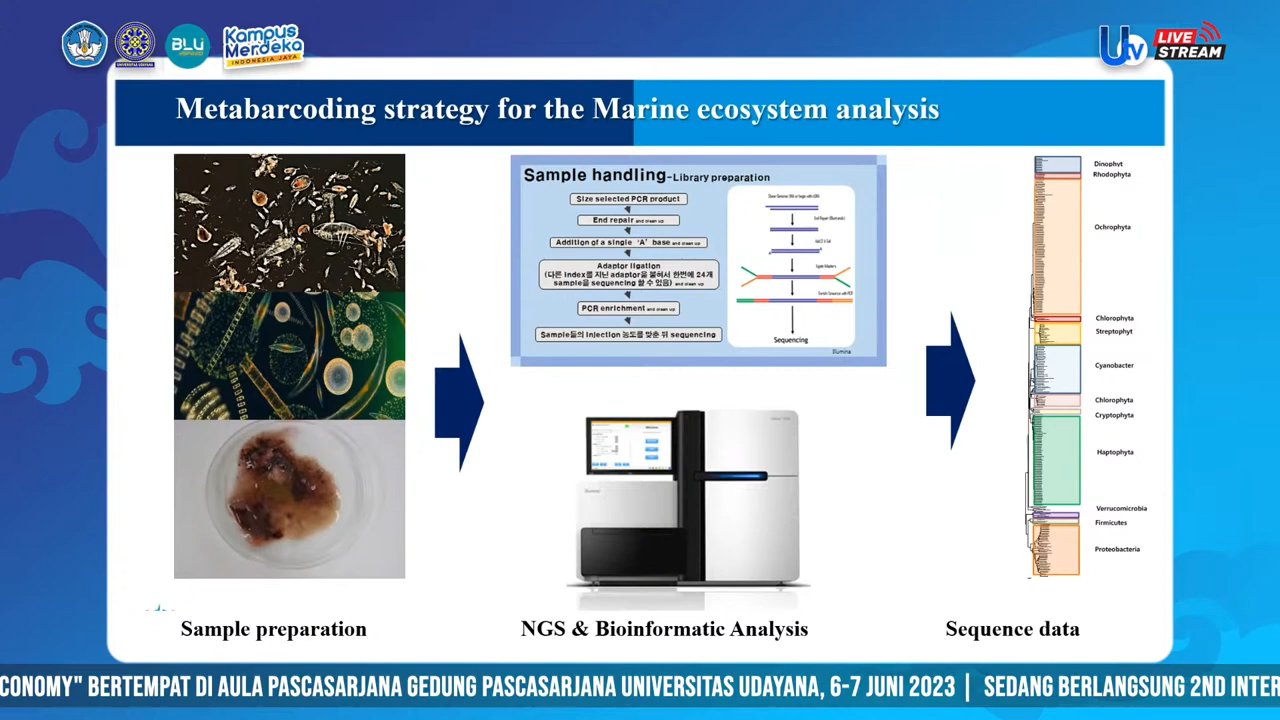 BLU
Kampus
Merdeka
INDONESIA JAYA
UNIVERSITAS UDAYANA
U tv
LIVE
STREAM
Metabarcoding strategy for the Marine ecosystem analysis
Sample handling-Library preparation
Size selected PCR product
End repair and clean up
Addition of a single 'A' base and clean up
Adaptor ligation
(다른 index를 지닌 adaptor을 붙여서 한번에 24개
sample을 sequencing 할 수 있음) and clean up
PCR enrichment and clean up
Sample들의 injection 농도를 맞춘 뒤 sequencing
Ligate Adapters
Sequencing
Illumina
Dinophyt
Rhodophyta
Ochrophyta
Chlorophyta
Streptophyt
Cyanobacter
Chlorophyta
Cryptophyta
Haptophyta
Verrucomicrobia
Firmicutes
Proteobacteria
Sample preparation
NGS & Bioinformatic Analysis
Sequence data
CONOMY" BERTEMPAT DI AULA PASCASARJANA GEDUNG PASCASARJANA UNIVERSITAS UDAYANA, 6-7 JUNI 2023 | SEDANG BERLANGSUNG 2ND INTER